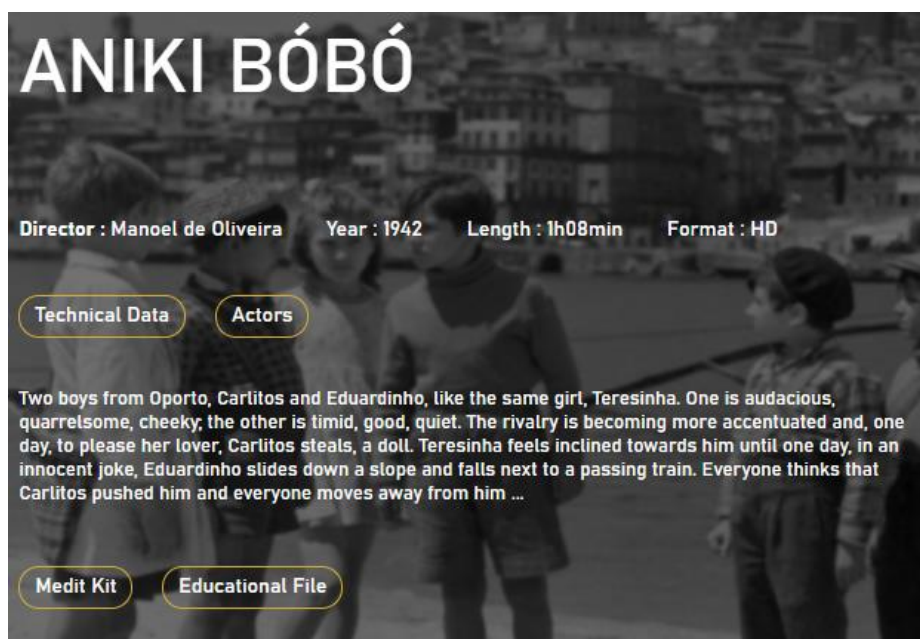 ANIKI BÓBÓ
Director : Manoel de Oliveira Year : 1942 Length : 1h08min Format : HD
Technical Data Actors
Two boys from Oporto, Carlitos and Eduardinho, like the same girl, Teresinha. One is audacious,
quarrelsome, cheeky; the other is timid, good, quiet. The rivalry is becoming more accentuated and, one
day, to please her lover, Carlitos steals, a doll. Teresinha feels inclined towards him until one day, in an
innocent joke, Eduardinho slides down a slope and falls next to a passing train. Everyone thinks that
Carlitos pushed him and everyone moves away from him ...
Medit Kit Educational File